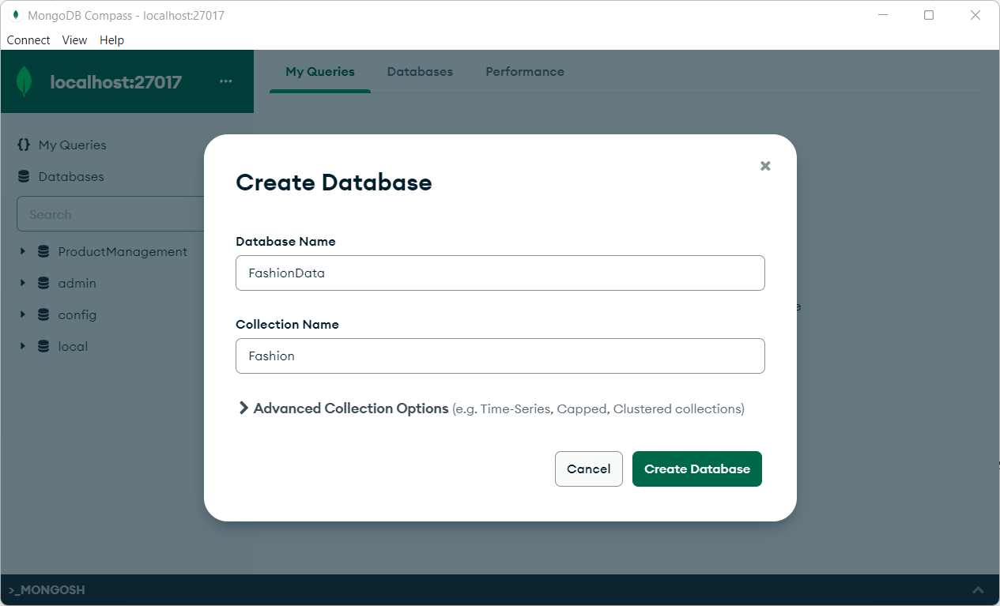 MongoDB Compass - localhost:27017
Connect View Help
localhost:27017 ...
My Queries Databases Performance
{} My Queries
Databases
Search
ProductManagement
admin
config
local
Create Database
Database Name
FashionData
Collection Name
Fashion
Advanced Collection Options (e.g. Time-Series, Capped, Clustered collections)
Cancel Create Database
>_MONGOSH